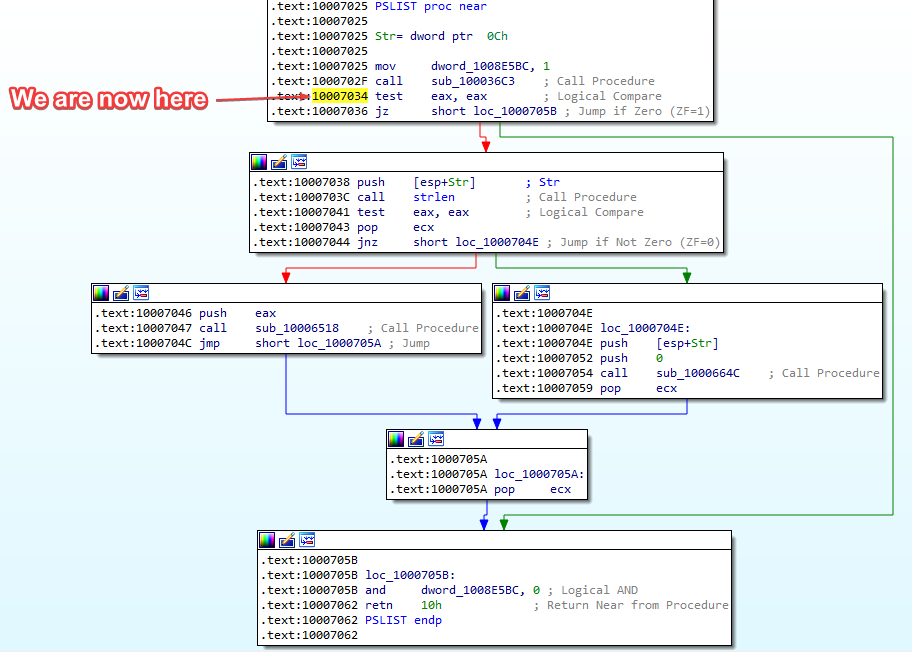 .text:10007025 PSLIST proc near
.text:10007025
.text:10007025 Str= dword ptr  0Ch
.text:10007025
.text:10007025 mov     dword_1008E5BC, 1
.text:1000702F call    sub_100036C3    ; Call Procedure
We are now here
.text:10007034 test    eax, eax        ; Logical Compare
.text:10007036 jz      short loc_1000705B ; Jump if Zero (ZF=1)
.text:10007038 push    [esp+Str]       ; Str
.text:1000703C call    strlen          ; Call Procedure
.text:10007041 test    eax, eax        ; Logical Compare
.text:10007043 pop     ecx
.text:10007044 jnz     short loc_1000704E ; Jump if Not Zero (ZF=0)
.text:10007046 push    eax
.text:10007047 call    sub_10006518    ; Call Procedure
.text:1000704C jmp     short loc_1000705A ; Jump
.text:1000704E
.text:1000704E loc_1000704E:
.text:1000704E push    [esp+Str]
.text:10007052 push    0
.text:10007054 call    sub_1000664C    ; Call Procedure
.text:10007059 pop     ecx
.text:1000705A
.text:1000705A loc_1000705A:
.text:1000705A pop     ecx
.text:1000705B
.text:1000705B loc_1000705B:
.text:1000705B and     dword_1008E5BC, 0 ; Logical AND
.text:10007062 retn    10h             ; Return Near from Procedure
.text:10007062 PSLIST endp
.text:10007062